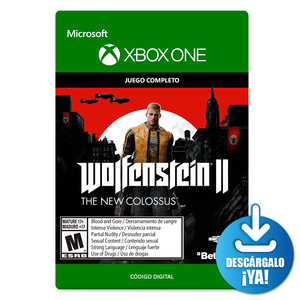 Microsoft
XBOX ONE
JUEGO COMPLETO
Wolfenstein II
THE NEW COLOSSUS
MATURE 17+
MADURO +17
M
ESRB
Blood and Gore / Derramamiento de sangre
Intense Violence / Violencia intensa
Partial Nudity / Desnudez parcial
Sexual Content / Contenido sexual
Strong Language / Lenguaje fuerte
Use of Drugs / Uso de drogas
Bet
CÓDIGO DIGITAL
DESCÁRGALO
¡YA!